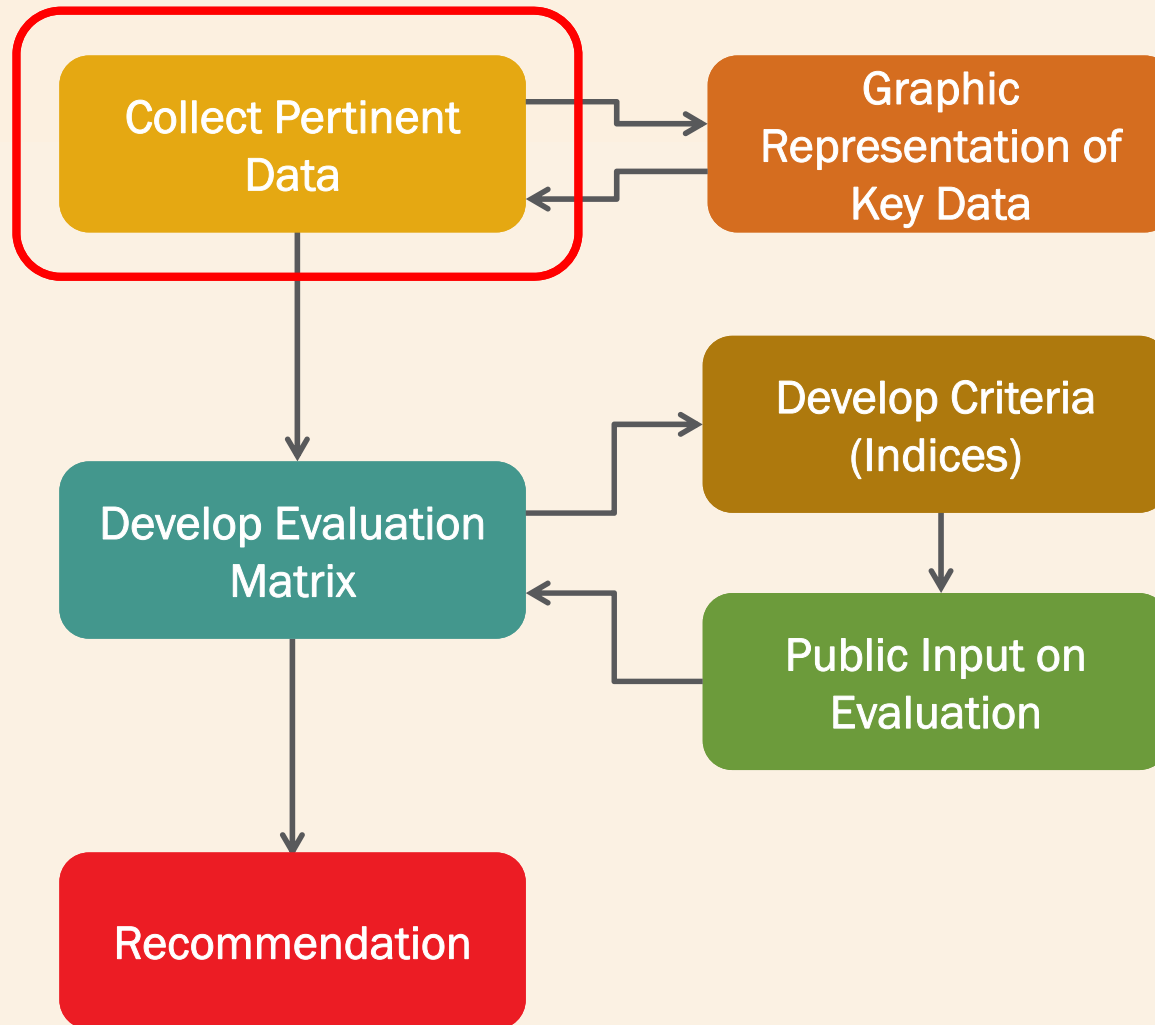 Collect Pertinent
Data
Graphic
Representation of
Key Data
Develop Criteria
(Indices)
Develop Evaluation
Matrix
Public Input on
Evaluation
Recommendation